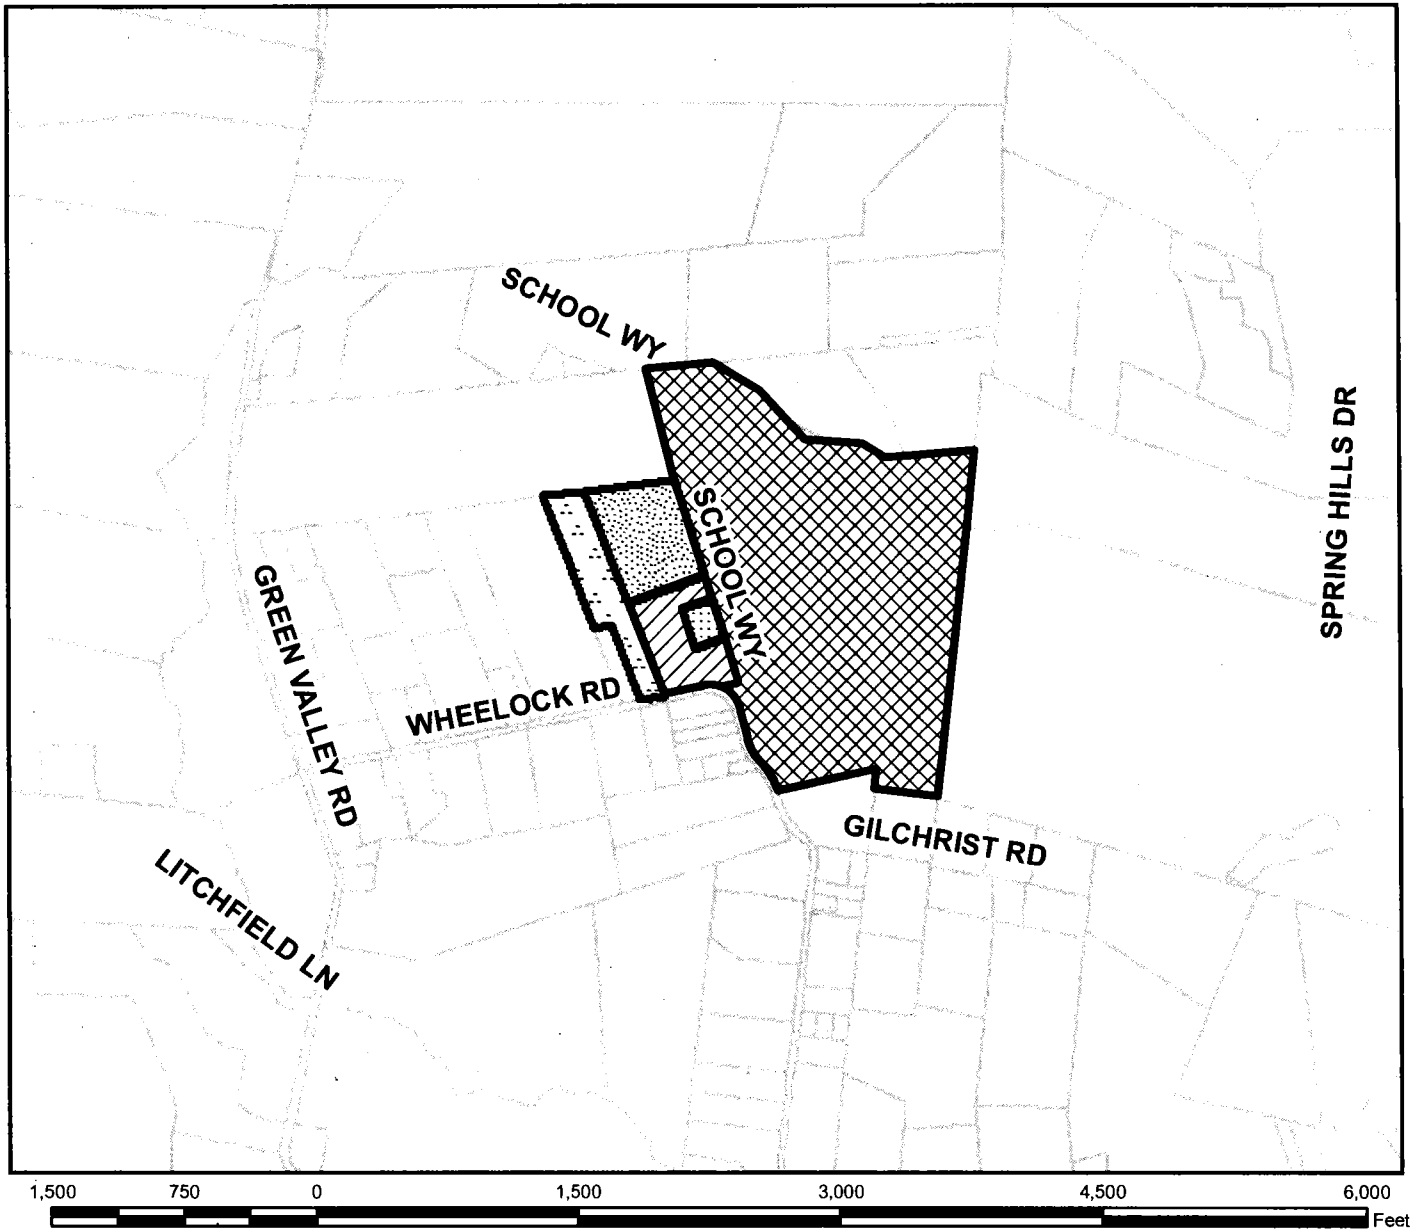 SCHOOL WY
SCHOOL WY
SPRING HILLS DR
GREEN VALLEY RD
WHEELOCK RD
GILCHRIST RD
LITCHFIELD LN
1,500 750 0 1,500 3,000 4,500 6,000
Feet